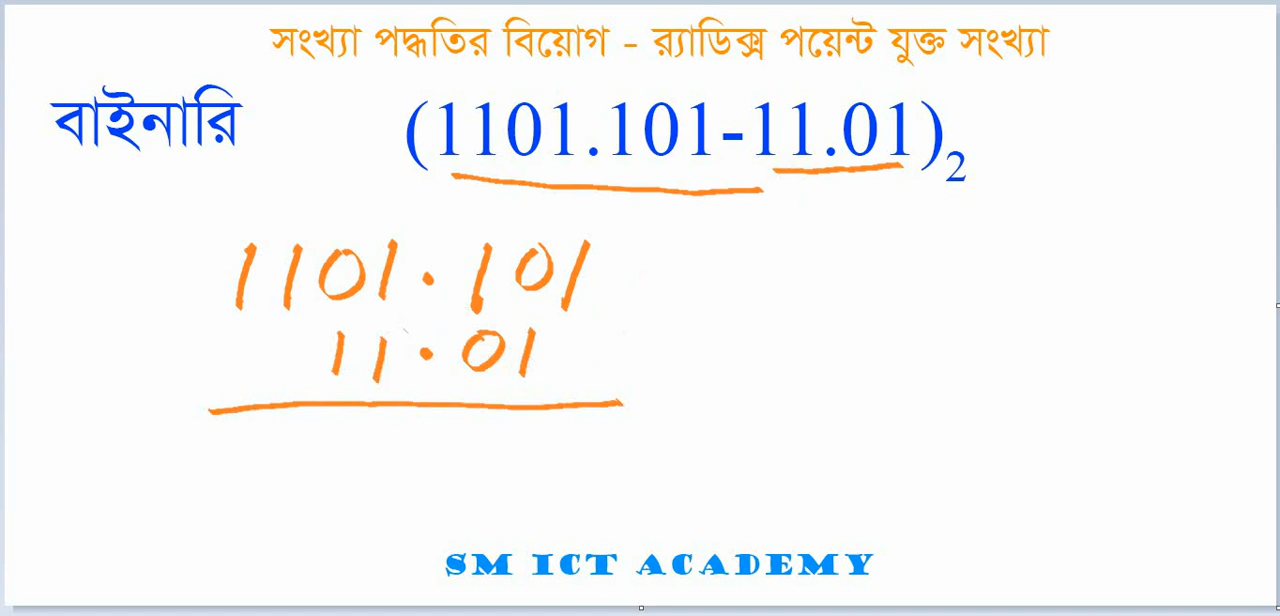 সংখ্যা পদ্ধতির বিয়োগ - র‍্যাডিক্স পয়েন্ট যুক্ত সংখ্যা
বাইনারি (1101.101-11.01)2
1101.101
11.01
SM ICT ACADEMY